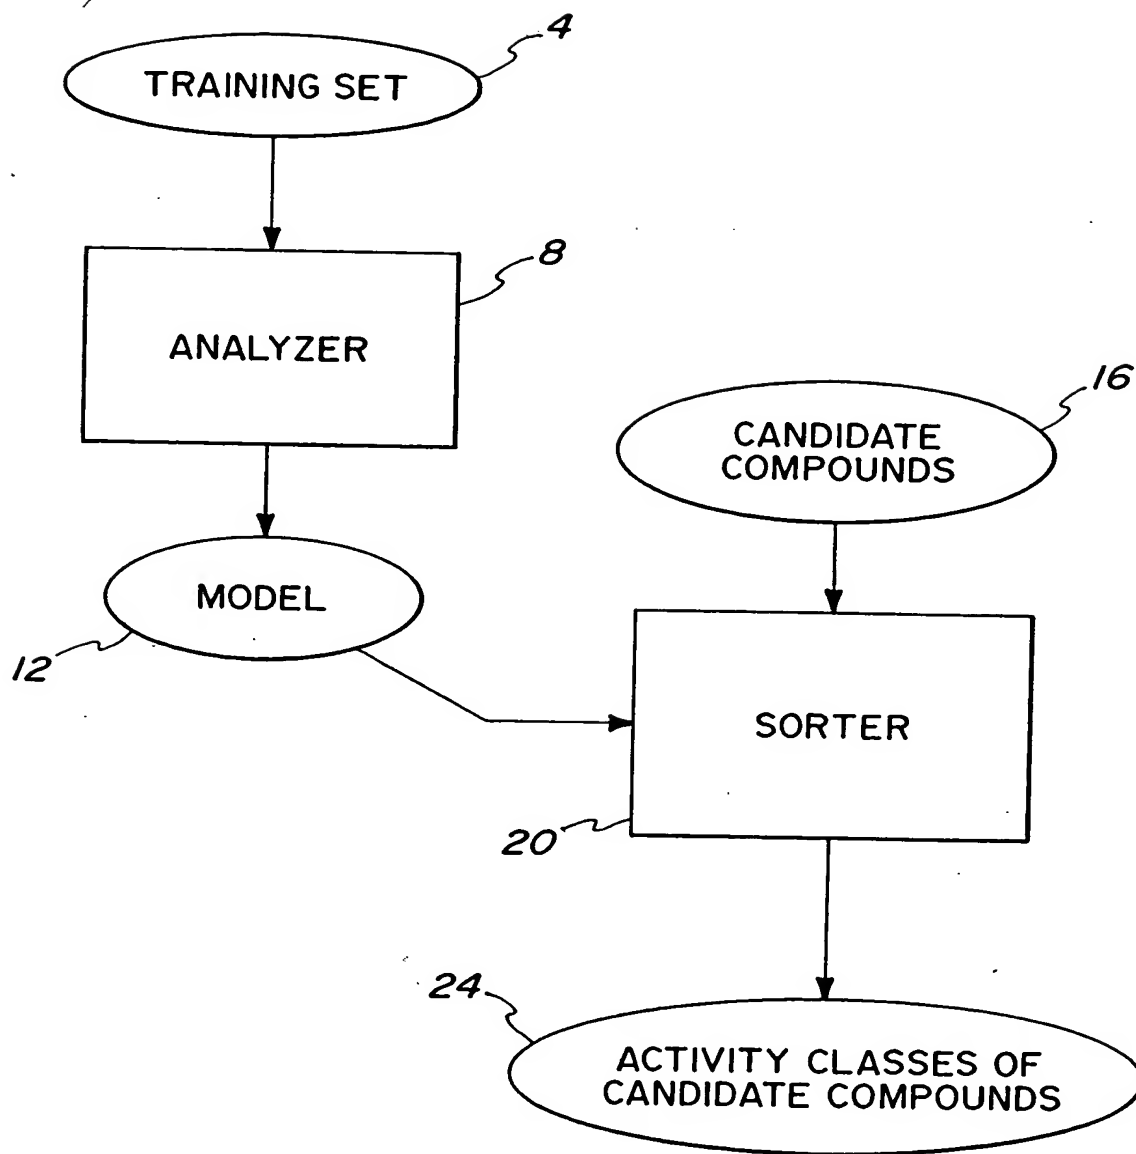 4
TRAINING SET
8
ANALYZER
16
CANDIDATE
COMPOUNDS
MODEL
12
SORTER
20
24
ACTIVITY CLASSES OF
CANDIDATE COMPOUNDS